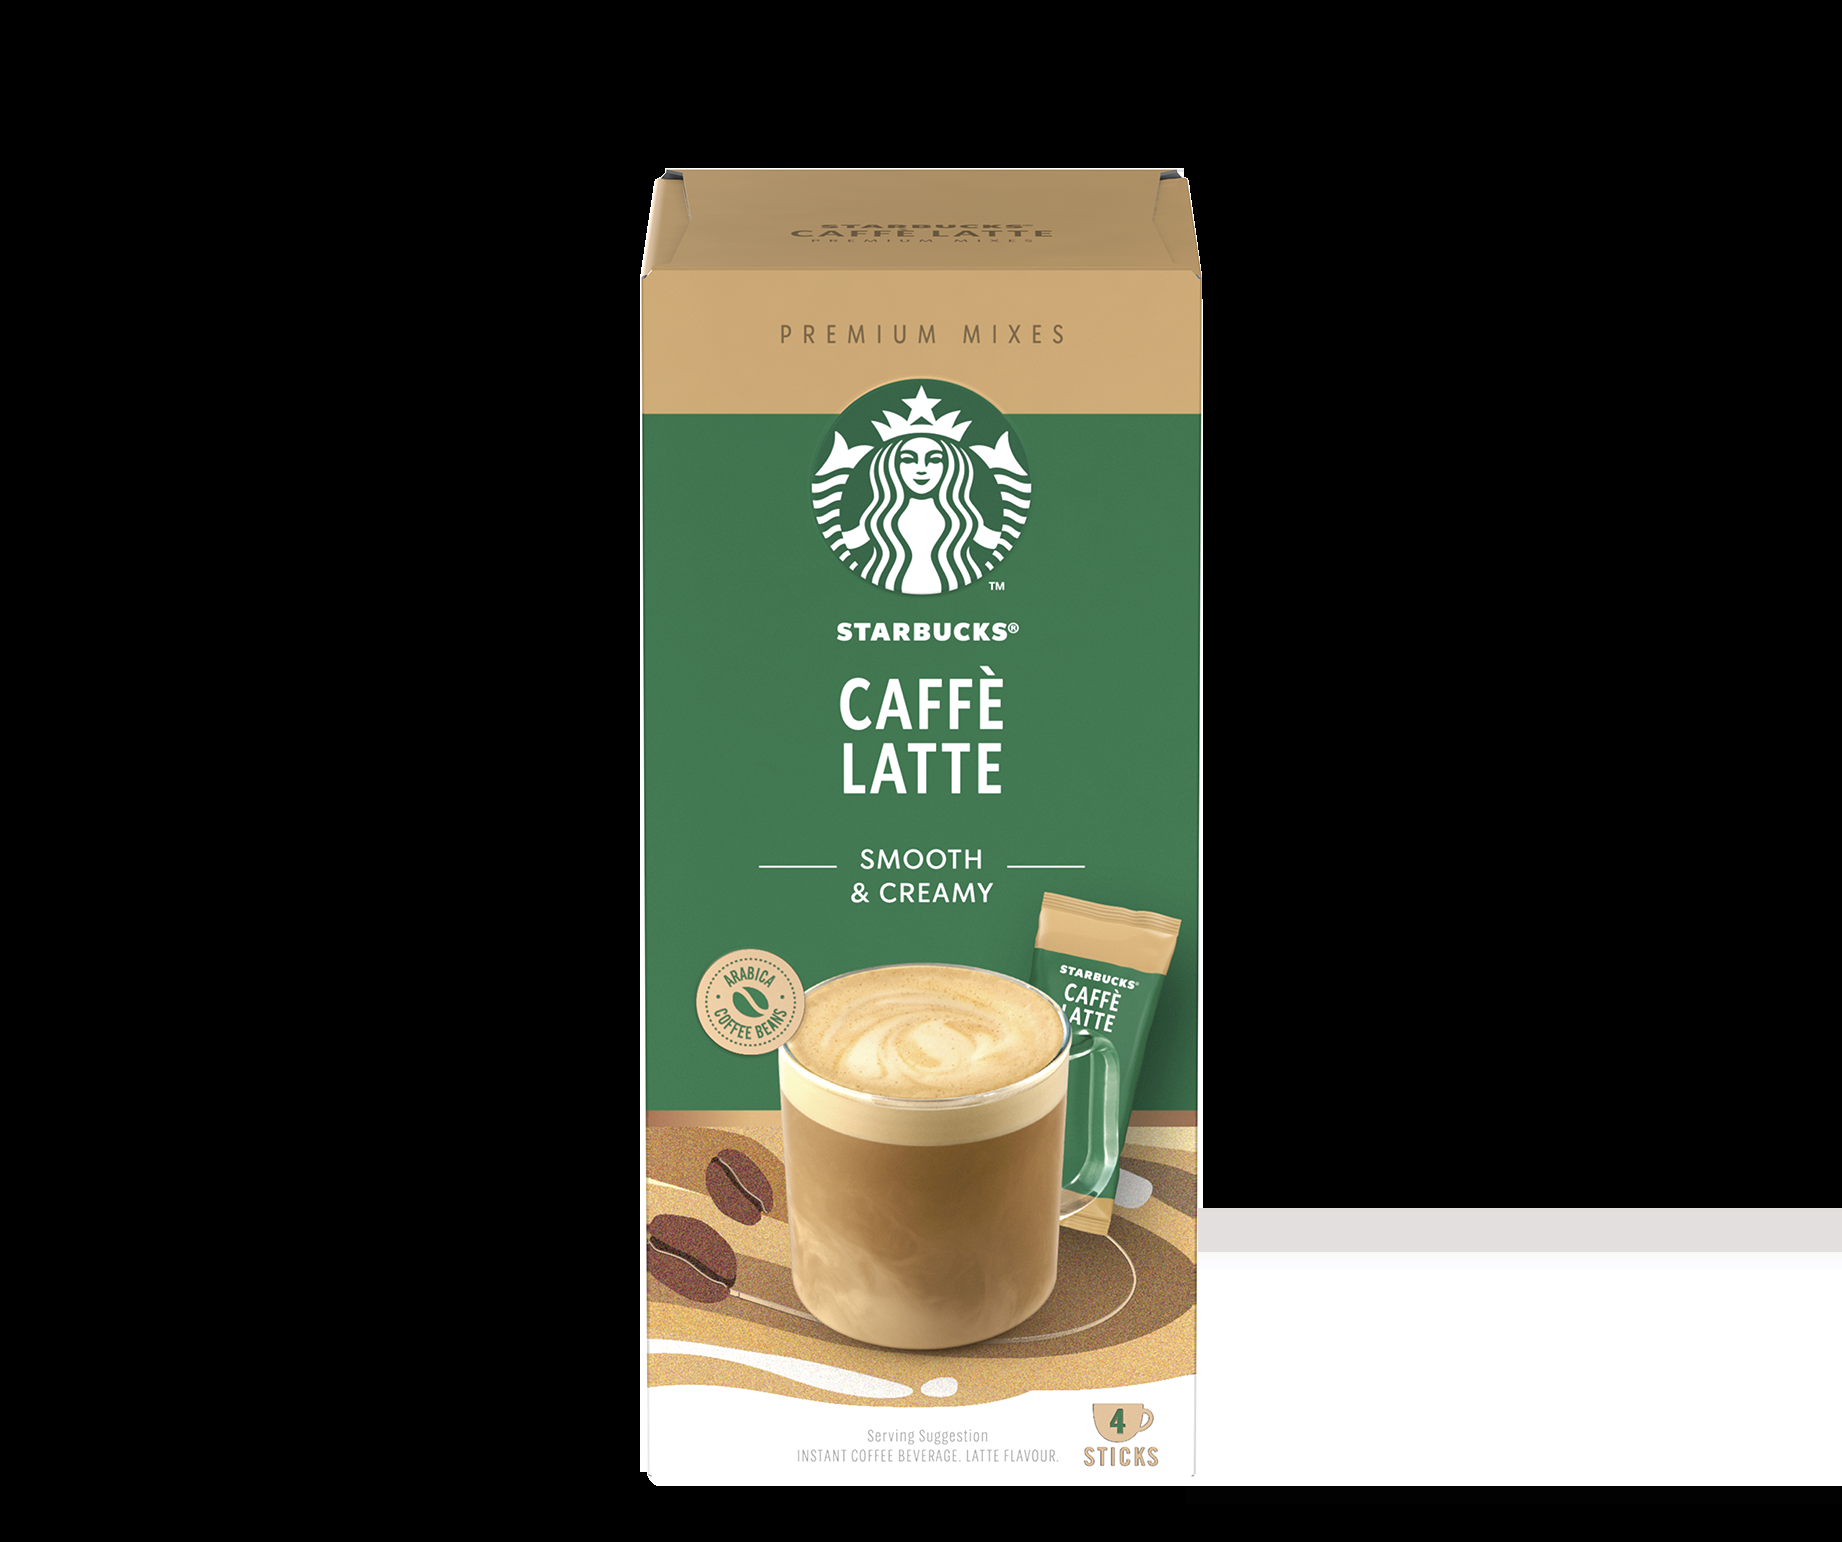 STARBUCKS
CAFFÈ LATTE
PREMIUM MIXES
PREMIUM MIXES
TM
STARBUCKS®
CAFFÈ
LATTE
SMOOTH
& CREAMY
ARABICA
COFFEE BEANS
STARBUCKS®
CAFFÈ
LATTE
4
STICKS
Serving Suggestion
INSTANT COFFEE BEVERAGE. LATTE FLAVOUR.